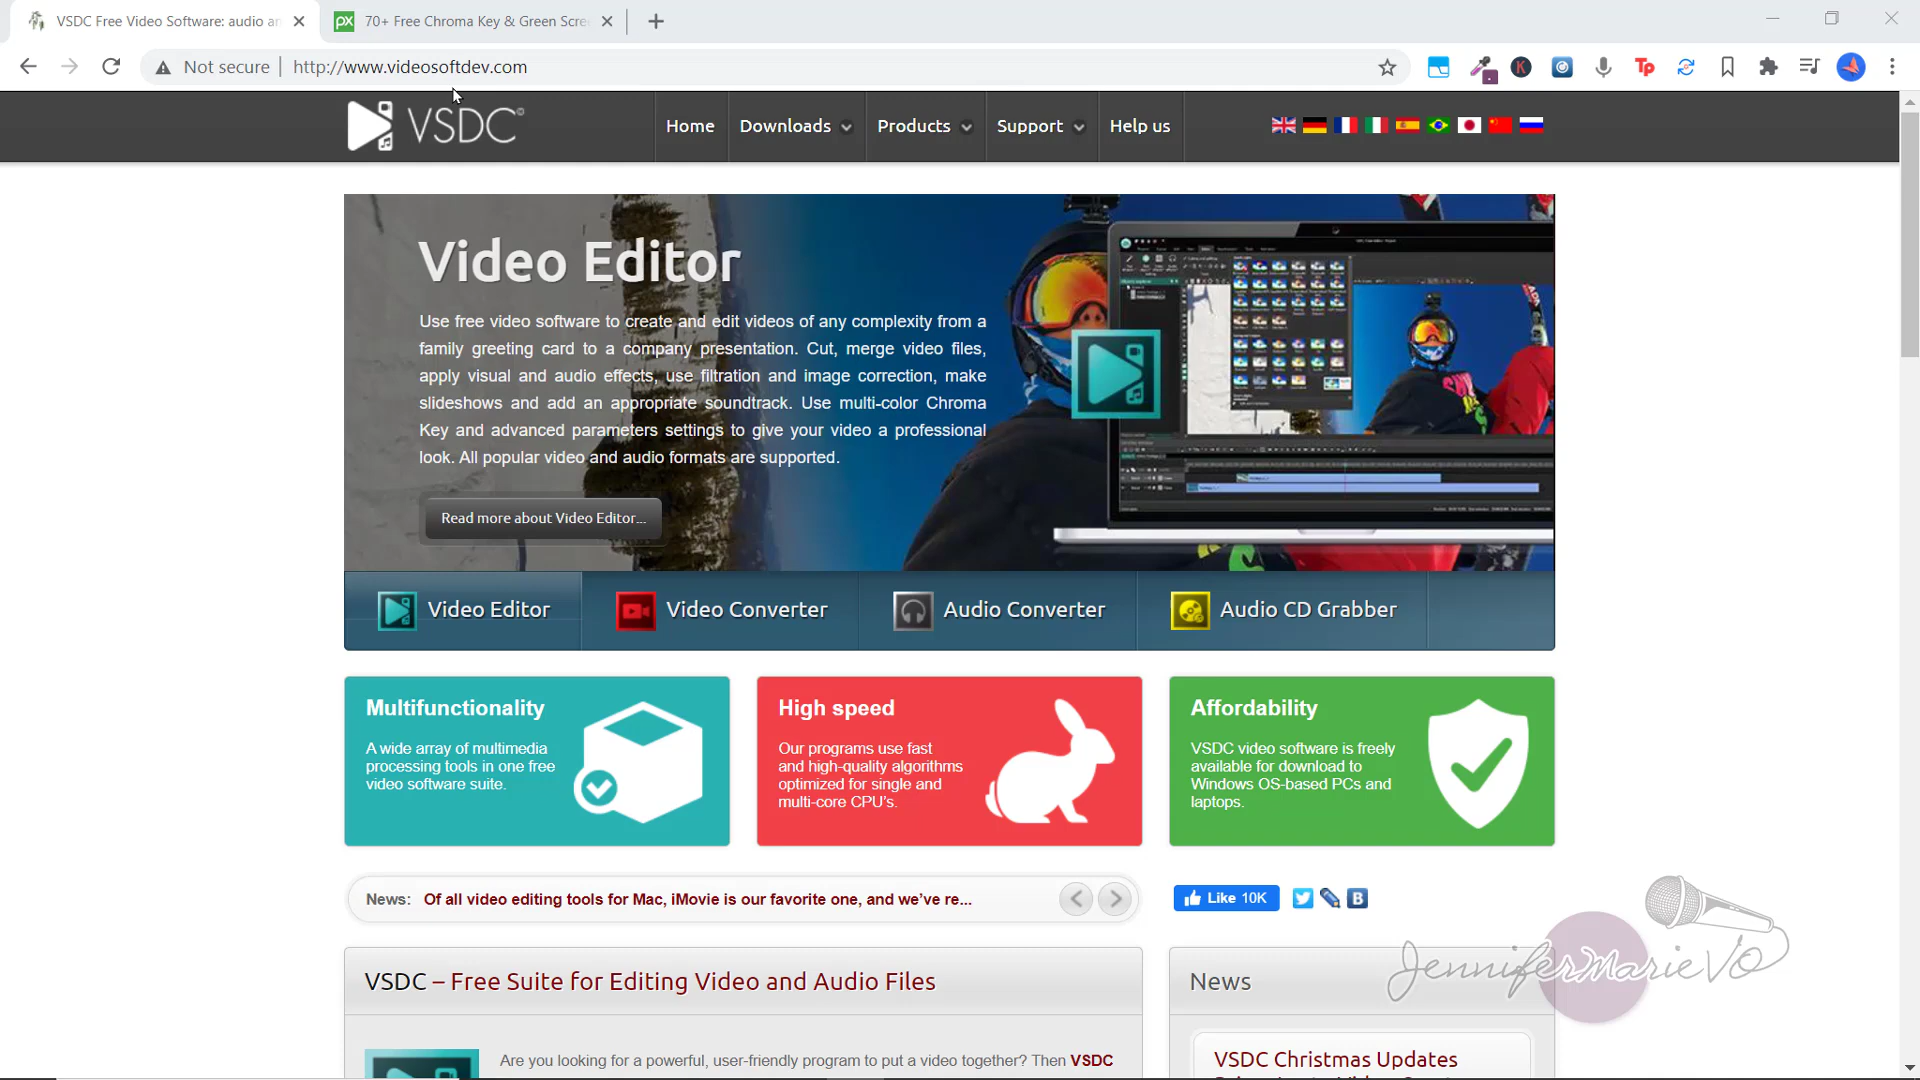 VSDC Free Video Software: audio an
70+ Free Chroma Key & Green Scre
Not secure
http://www.videosoftdev.com
VSDC
Home
Downloads
Products
Support
Help us
Video Editor
Use free video software to create and edit videos of any complexity from a
family greeting card to a company presentation. Cut, merge video files,
apply visual and audio effects, use filtration and image correction, make
slideshows and add an appropriate soundtrack. Use multi-color Chroma
Key and advanced parameters settings to give your video a professional
look. All popular video and audio formats are supported.
Read more about Video Editor...
Video Editor
Video Converter
Audio Converter
Audio CD Grabber
Multifunctionality
A wide array of multimedia
processing tools in one free
video software suite.
High speed
Our programs use fast
and high-quality algorithms
optimized for single and
multi-core CPU's.
Affordability
VSDC video software is freely
available for download to
Windows OS-based PCs and
laptops.
News: Of all video editing tools for Mac, iMovie is our favorite one, and we've re...
Like 10K
JenniferMarieVO
VSDC – Free Suite for Editing Video and Audio Files
News
Are you looking for a powerful, user-friendly program to put a video together? Then VSDC
VSDC Christmas Updates